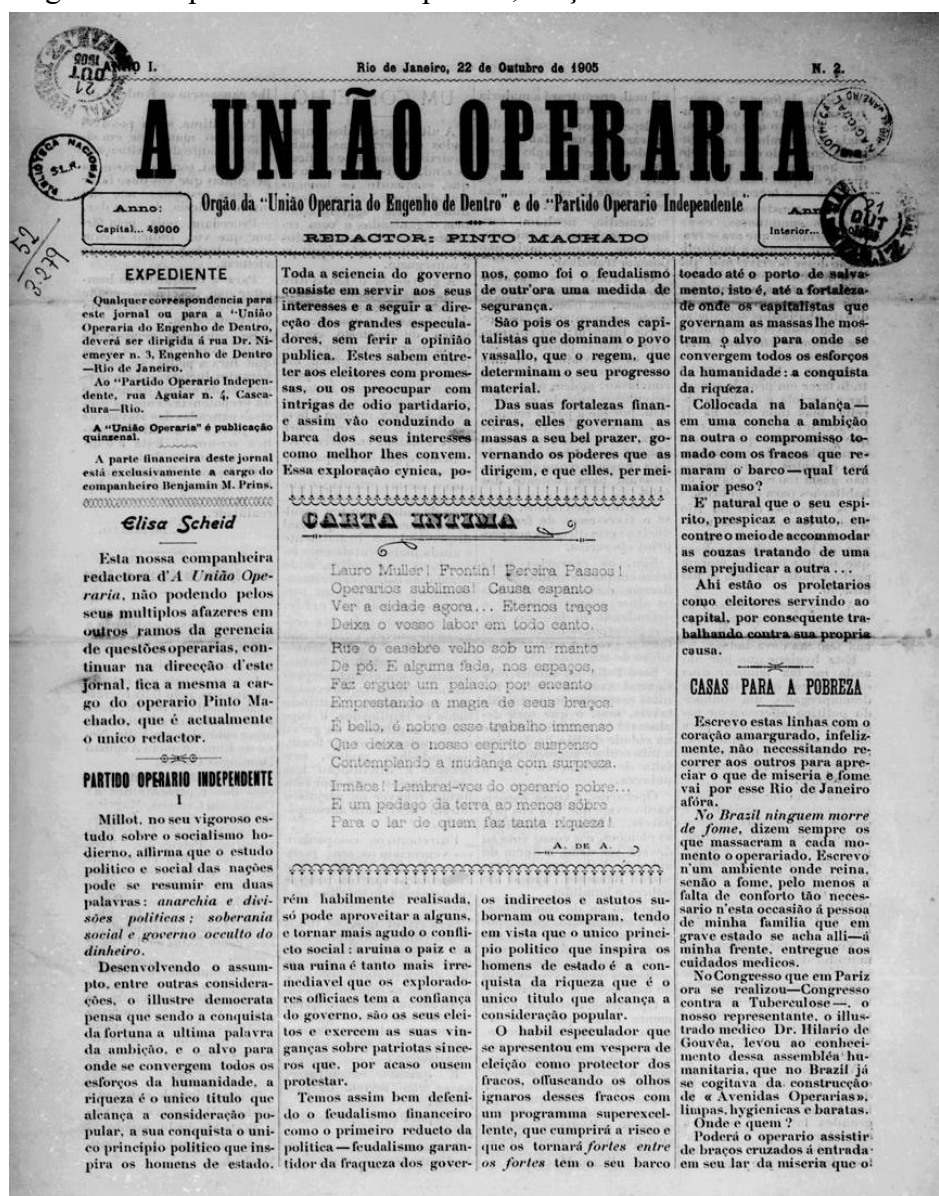 ANNO I.
Rio de Janeiro, 22 de Outubro de 1905
N. 2.
A UNIÃO OPERARIA
Orgão da “União Operaria do Engenho de Dentro” e do “Partido Operario Independente”
Anno:
Capital... 4$000
REDACTOR: PINTO MACHADO
Interior...
BIBLIOTECA NACIONAL
S.L.R.
21
OUT
21
OUT
52
3.279
EXPEDIENTE
Qualquer correspondencia para
este jornal ou para a “União
Operaria do Engenho de Dentro,
deverá ser dirigida á rua Dr. Ni-
emeyer n. 3, Engenho de Dentro
—Rio de Janeiro.
Ao “Partido Operario Indepen-
dente, rua Aguiar n. 4, Casca-
dura—Rio.
A “União Operaria” é publicação
quinzenal.
A parte financeira deste jornal
está exclusivamente a cargo do
companheiro Benjamin M. Prins.
Elisa Scheid
Esta nossa companheira
redactora d’A União Ope-
raria, não podendo pelos
seus multiplos afazeres em
outros ramos da gerencia
de questões operarias, con-
tinuar na direcção d’este
jornal, fica a mesma a car-
go do operario Pinto Ma-
chado, que é actualmente
o unico redactor.
PARTIDO OPERARIO INDEPENDENTE
I
Millot, no seu vigoroso es-
tudo sobre o socialismo ho-
dierno, affirma que o estudo
politico e social das nações
pode se resumir em duas
palavras: anarchia e divi-
sões politicas; soberania
social e governo occulto do
dinheiro.
Desenvolvendo o assum-
pto, entre outras considera-
ções, o illustre democrata
pensa que sendo a conquista
da fortuna a ultima palavra
da ambição, e o alvo para
onde se convergem todos os
esforços da humanidade, a
riqueza é o unico titulo que
alcança a consideração po-
pular, a sua conquista o uni-
co principio politico que ins-
pira os homens de estado.
Toda a sciencia do governo
consiste em servir aos seus
interesses e a seguir a dire-
cção dos grandes especula-
dores, sem ferir a opinião
publica. Estes sabem entre-
ter aos eleitores com promes-
sas, ou os preocupar com
intrigas de odio partidario,
e assim vão conduzindo a
barca dos seus interesses
como melhor lhes convem.
Essa exploração cynica, po-
rém habilmente realisada,
só pode aproveitar a alguns,
e tornar mais agudo o confli-
cto social: aruina o paiz e a
sua ruina é tanto mais irre-
mediavel que os explorado-
res officiaes tem a confiança
do governo, são os seus elei-
tos e exercem as suas vin-
ganças sobre patriotas since-
ros que, por acaso ousem
protestar.
Temos assim bem defeni-
do o feudalismo financeiro
como o primeiro reducto da
politica—feudalismo garan-
tidor da fraqueza dos gover-
nos, como foi o feudalismo
de outr’ora uma medida de
segurança.
São pois os grandes capi-
talistas que dominam o povo
vassallo, que o regem, que
determinam o seu progresso
material.
Das suas fortalezas finan-
ceiras, elles governam as
massas a seu bel prazer, go-
vernando os poderes que as
dirigem, e que elles, per mei-
os indirectos e astutos su-
bornam ou compram, tendo
em vista que o unico princi-
pio politico que inspira os
homens de estado é a con-
quista da riqueza que é o
unico titulo que alcança a
consideração popular.
O habil especulador que
se apresentou em vespera de
eleição como protector dos
fracos, offuscando os olhos
ignaros desses fracos com
um programma superexcel-
lente, que cumprirá a risco e
que os tornará fortes entre
os fortes tem o seu barco
tocado até o porto de salva-
mento, isto é, até a fortaleza
de onde os capitalistas que
governam as massas lhe mos-
tram o alvo para onde se
convergem todos os esforços
da humanidade: a conquista
da riqueza.
Collocada na balança—
em uma concha a ambição
na outra o compromisso to-
mado com os fracos que re-
maram o barco—qual terá
maior peso?
E’ natural que o seu espi-
rito, prespicaz e astuto, en-
contre o meio de accommodar
as couzas tratando de uma
sem prejudicar a outra...
Ahi estão os proletarios
como eleitores servindo ao
capital, por consequente tra-
balhando contra sua propria
causa.
CARTA INTIMA
Lauro Muller! Frontin! Pereira Passos!
Operarios sublimes! Causa espanto
Ver a cidade agora... Eternos traços
Deixa o vosso labor em todo canto.
Rue o casebre velho sob um manto
De pó. E alguma fada, nos espaços,
Faz erguer um palacio por encanto
Emprestando a magia de seus braços.
É bello, é nobre esse trabalho immenso
Que deixa o nosso espirito suspenso
Contemplando a mudança com surpreza.
Irmãos! Lembrai-vos do operario pobre...
E um pedaço da terra ao menos sobre
Para o lar de quem faz tanta riqueza!
A. DE A.
CASAS PARA A POBREZA
Escrevo estas linhas com o
coração amargurado, infeliz-
mente, não necessitando re-
correr aos outros para apre-
ciar o que de miseria e fome
vai por esse Rio de Janeiro
afóra.
No Brazil ninguem morre
de fome, dizem sempre os
que massacram a cada mo-
mento o operariado. Escrevo
n’um ambiente onde reina,
senão a fome, pelo menos a
falta de conforto tão neces-
sario n’esta occasião á pessoa
de minha familia que em
grave estado se acha alli—á
minha frente, entregue aos
cuidados medicos.
No Congresso que em Pariz
ora se realizou—Congresso
contra a Tuberculose—, o
nosso representante, o illus-
trado medico Dr. Hilario de
Gouvêa, levou ao conheci-
mento dessa assembléa hu-
manitaria, que no Brazil já
se cogitava da construcção
de « Avenidas Operarias»,
limpas, hygienicas e baratas.
Onde e quem?
Poderá o operario assistir
de braços cruzados á entrada
em seu lar da miseria que o